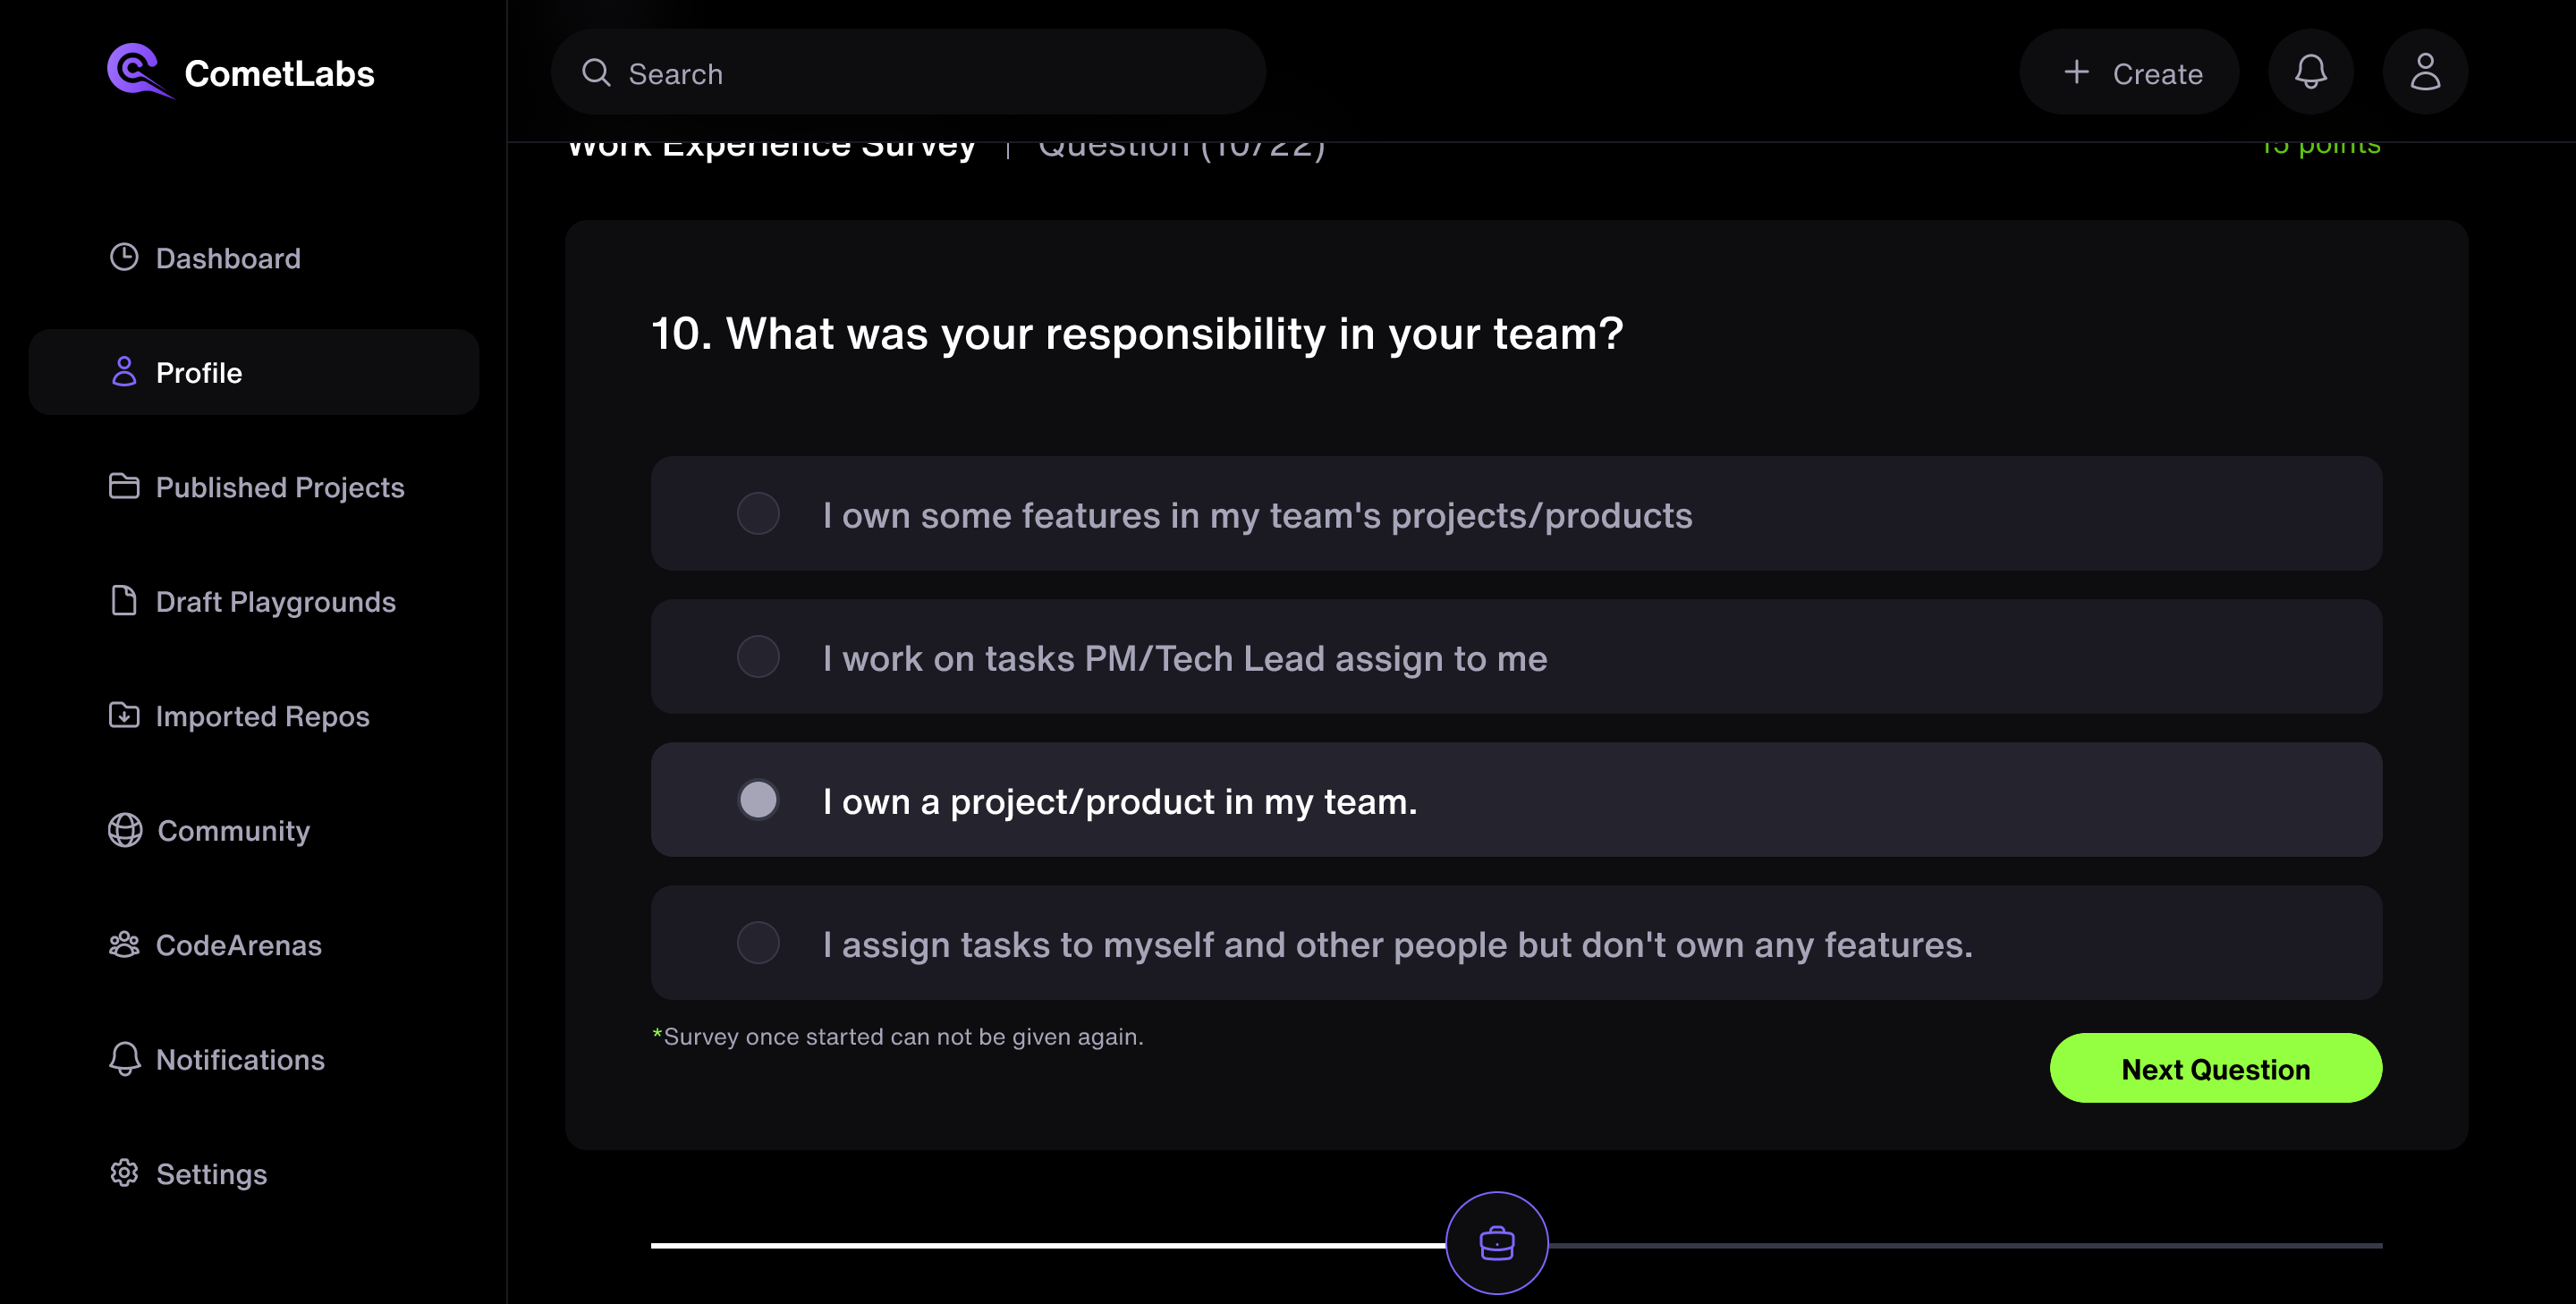 CometLabs
Search
Create
Work Experience Survey | Question (10/22)
15 points
Dashboard
Profile
Published Projects
Draft Playgrounds
Imported Repos
Community
CodeArenas
Notifications
Settings
10. What was your responsibility in your team?
I own some features in my team's projects/products
I work on tasks PM/Tech Lead assign to me
I own a project/product in my team.
I assign tasks to myself and other people but don't own any features.
*Survey once started can not be given again.
Next Question